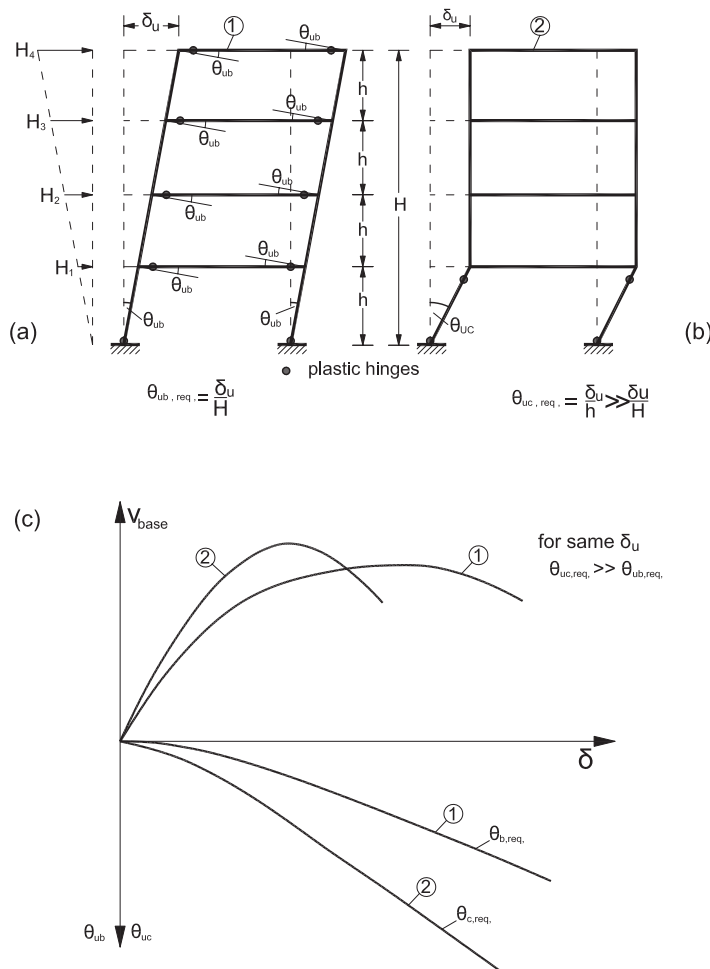 δu
1
δu
2
H4
θub
θub
H3
θub
θub
h
H2
θub
θub
h
H
H1
θub
θub
h
h
(a)
θub
θub
θUC
(b)
plastic hinges
θub,req, = δu/H
θuc,req, = δu/h >> δu/H
(c)
Vbase
2
1
for same δu
θuc,req, >> θub,req,
δ
1
θb,req,
2
θc,req,
θub
θuc